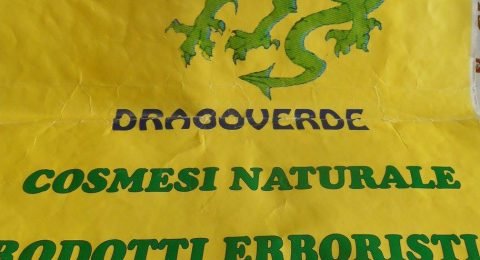 DRAGOVERDE
COSMESI NATURALE
RODOTTI ERBORISTI